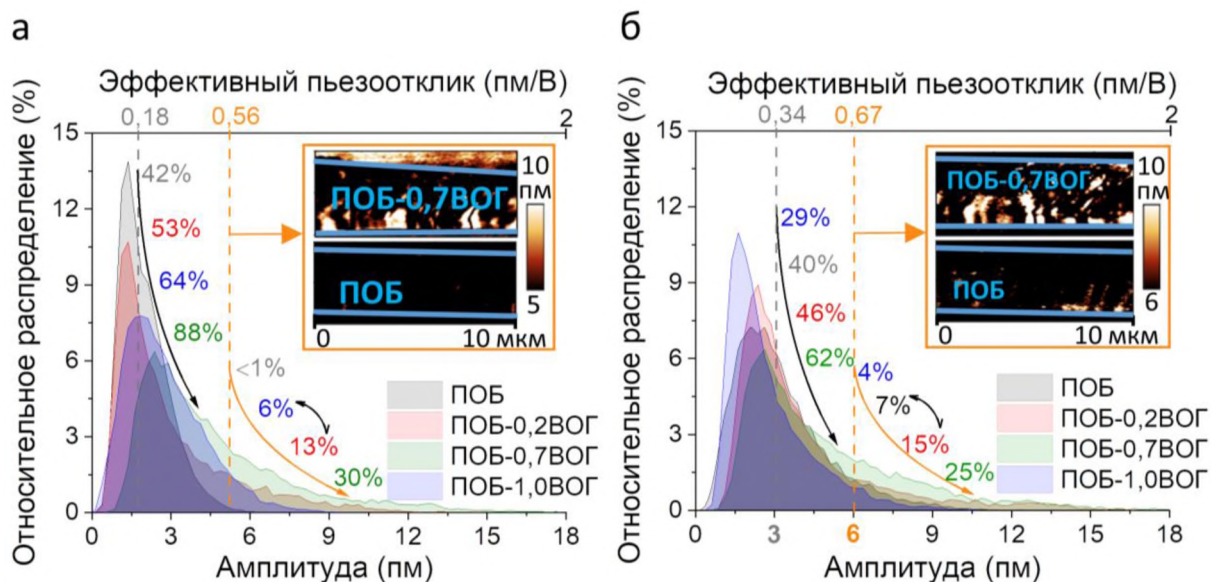 а
Эффективный пьезоотклик (пм/В)
0,18 0,56 2
Относительное распределение (%)
15
12
9
6
3
0
42%
53%
64%
88%
<1%
6%
13%
30%
ПОБ-0,7ВОГ
ПОБ
10
пм
5
0 10 мкм
ПОБ
ПОБ-0,2ВОГ
ПОБ-0,7ВОГ
ПОБ-1,0ВОГ
0 3 6 9 12 15 18
Амплитуда (пм)
б
Эффективный пьезоотклик (пм/В)
0,34 0,67 2
Относительное распределение (%)
15
12
9
6
3
0
29%
40%
46%
62%
4%
7%
15%
25%
ПОБ-0,7ВОГ
ПОБ
10
пм
6
0 10 мкм
ПОБ
ПОБ-0,2ВОГ
ПОБ-0,7ВОГ
ПОБ-1,0ВОГ
0 3 6 9 12 15 18
Амплитуда (пм)